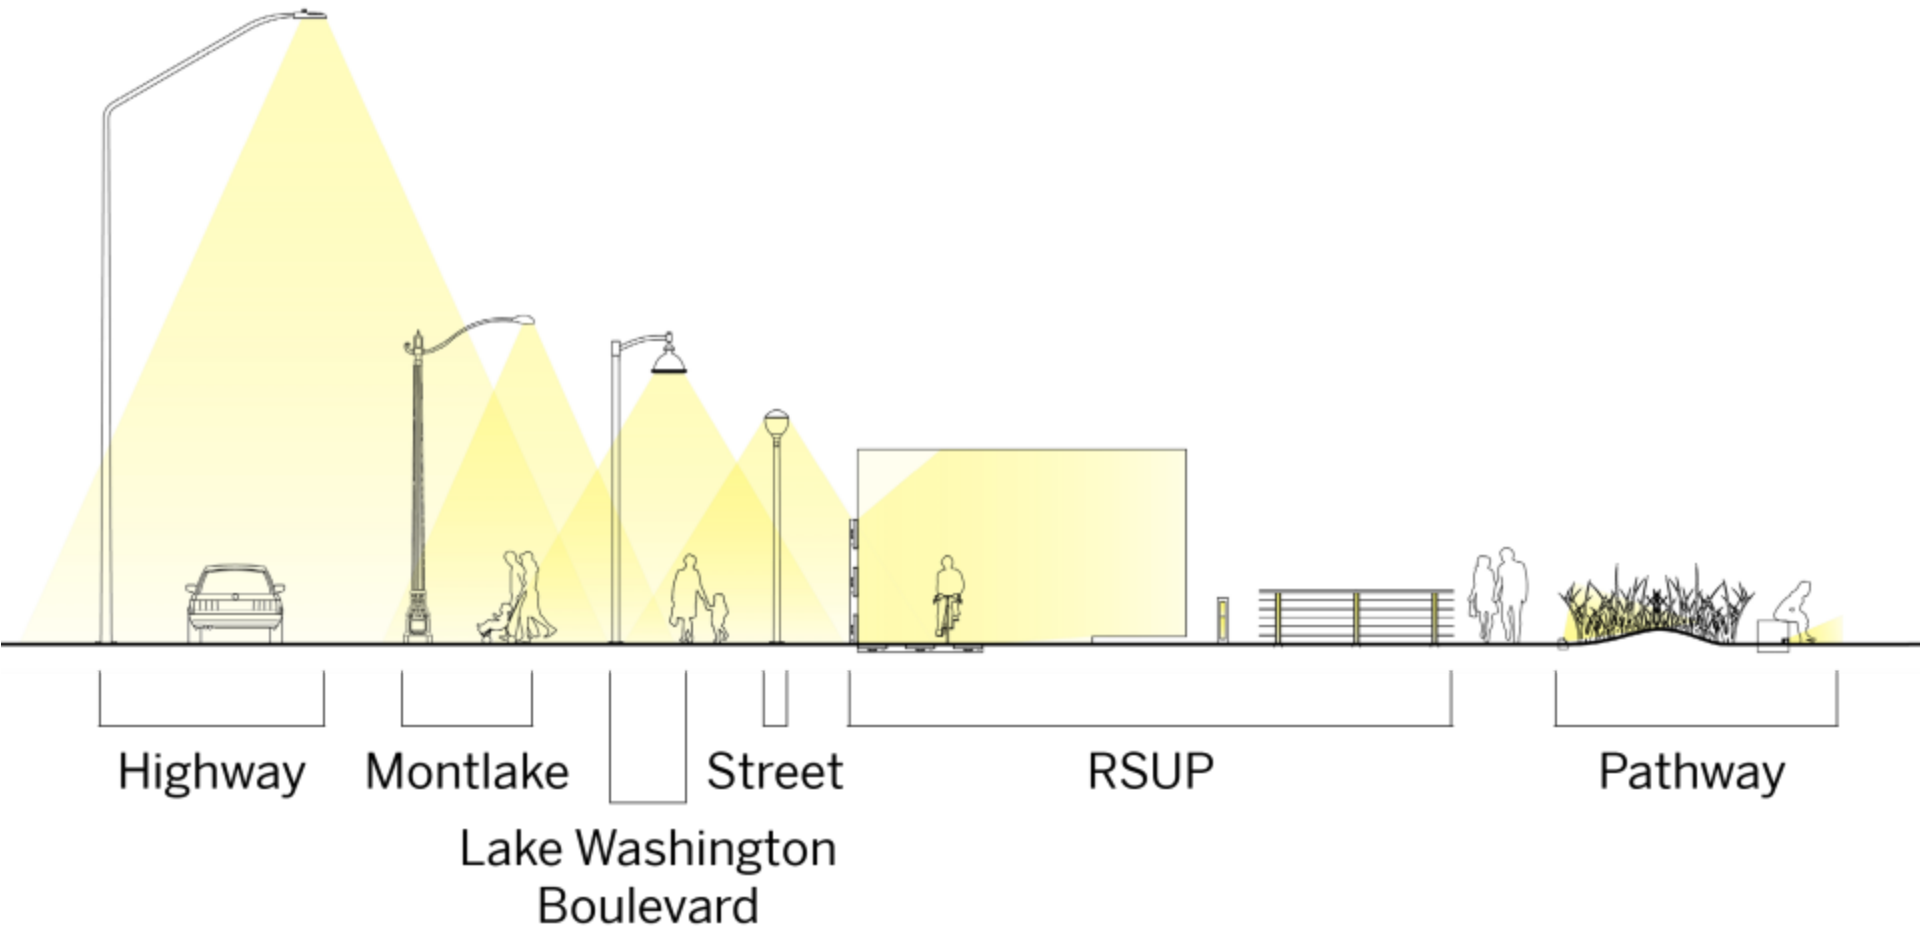 Highway
Montlake
Lake Washington
Boulevard
Street
RSUP
Pathway